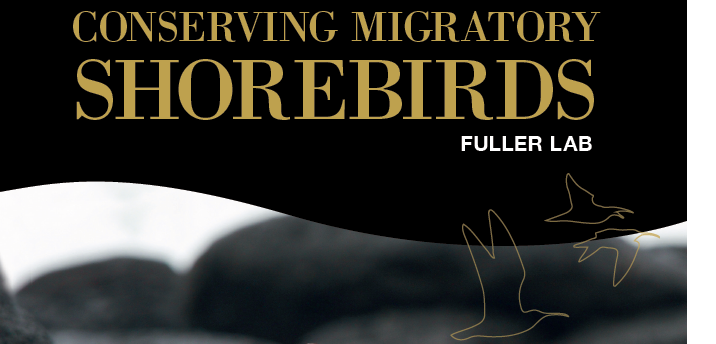 CONSERVING MIGRATORY
SHOREBIRDS
FULLER LAB